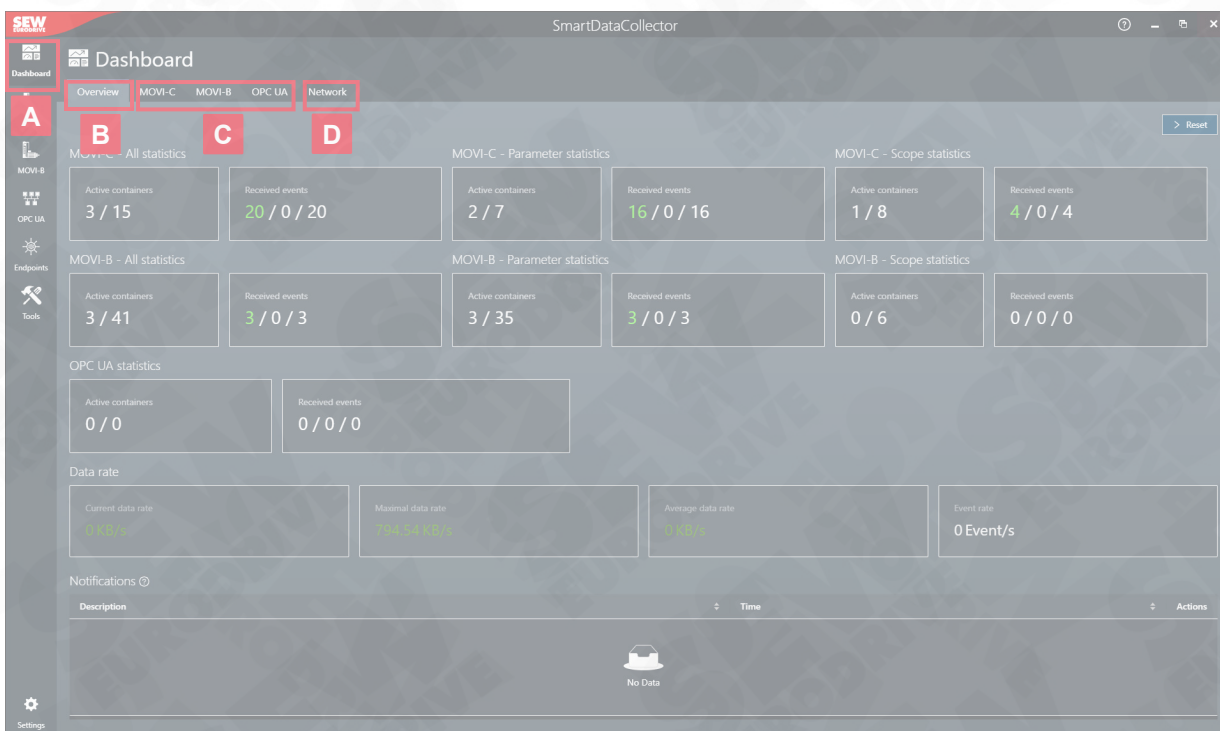 SEW
EURODRIVE
SmartDataCollector
Dashboard
Dashboard
Overview MOVI-C MOVI-B OPC UA Network
A
B
C
D
> Reset
MOVI-C - All statistics
MOVI-C - Parameter statistics
MOVI-C - Scope statistics
Active containers
3 / 15
Received events
20 / 0 / 20
Active containers
2 / 7
Received events
16 / 0 / 16
Active containers
1 / 8
Received events
4 / 0 / 4
MOVI-B
OPC UA
Endpoints
Tools
MOVI-B - All statistics
MOVI-B - Parameter statistics
MOVI-B - Scope statistics
Active containers
3 / 41
Received events
3 / 0 / 3
Active containers
3 / 35
Received events
3 / 0 / 3
Active containers
0 / 6
Received events
0 / 0 / 0
OPC UA statistics
Active containers
0 / 0
Received events
0 / 0 / 0
Data rate
Current data rate
0 KB/s
Maximal data rate
794.54 KB/s
Average data rate
0 KB/s
Event rate
0 Event/s
Notifications
Description Time Actions
No Data
Settings